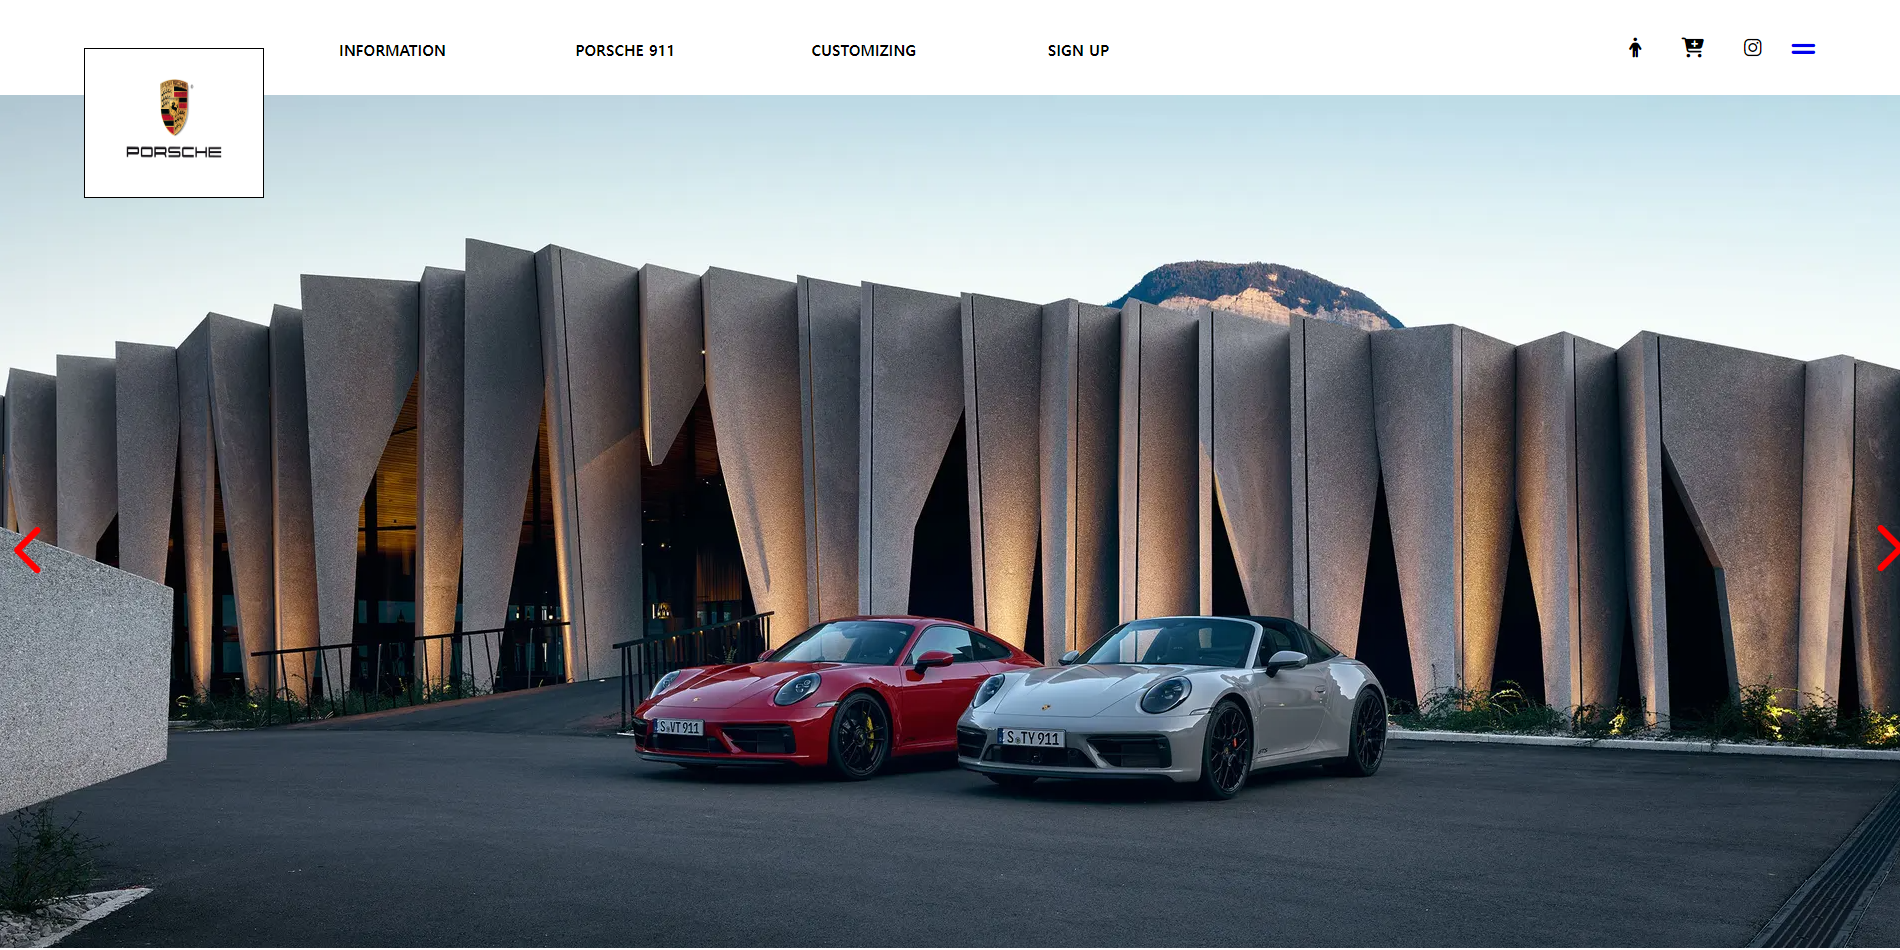 INFORMATION
PORSCHE 911
CUSTOMIZING
SIGN UP
PORSCHE
S VT 911
S TY 911